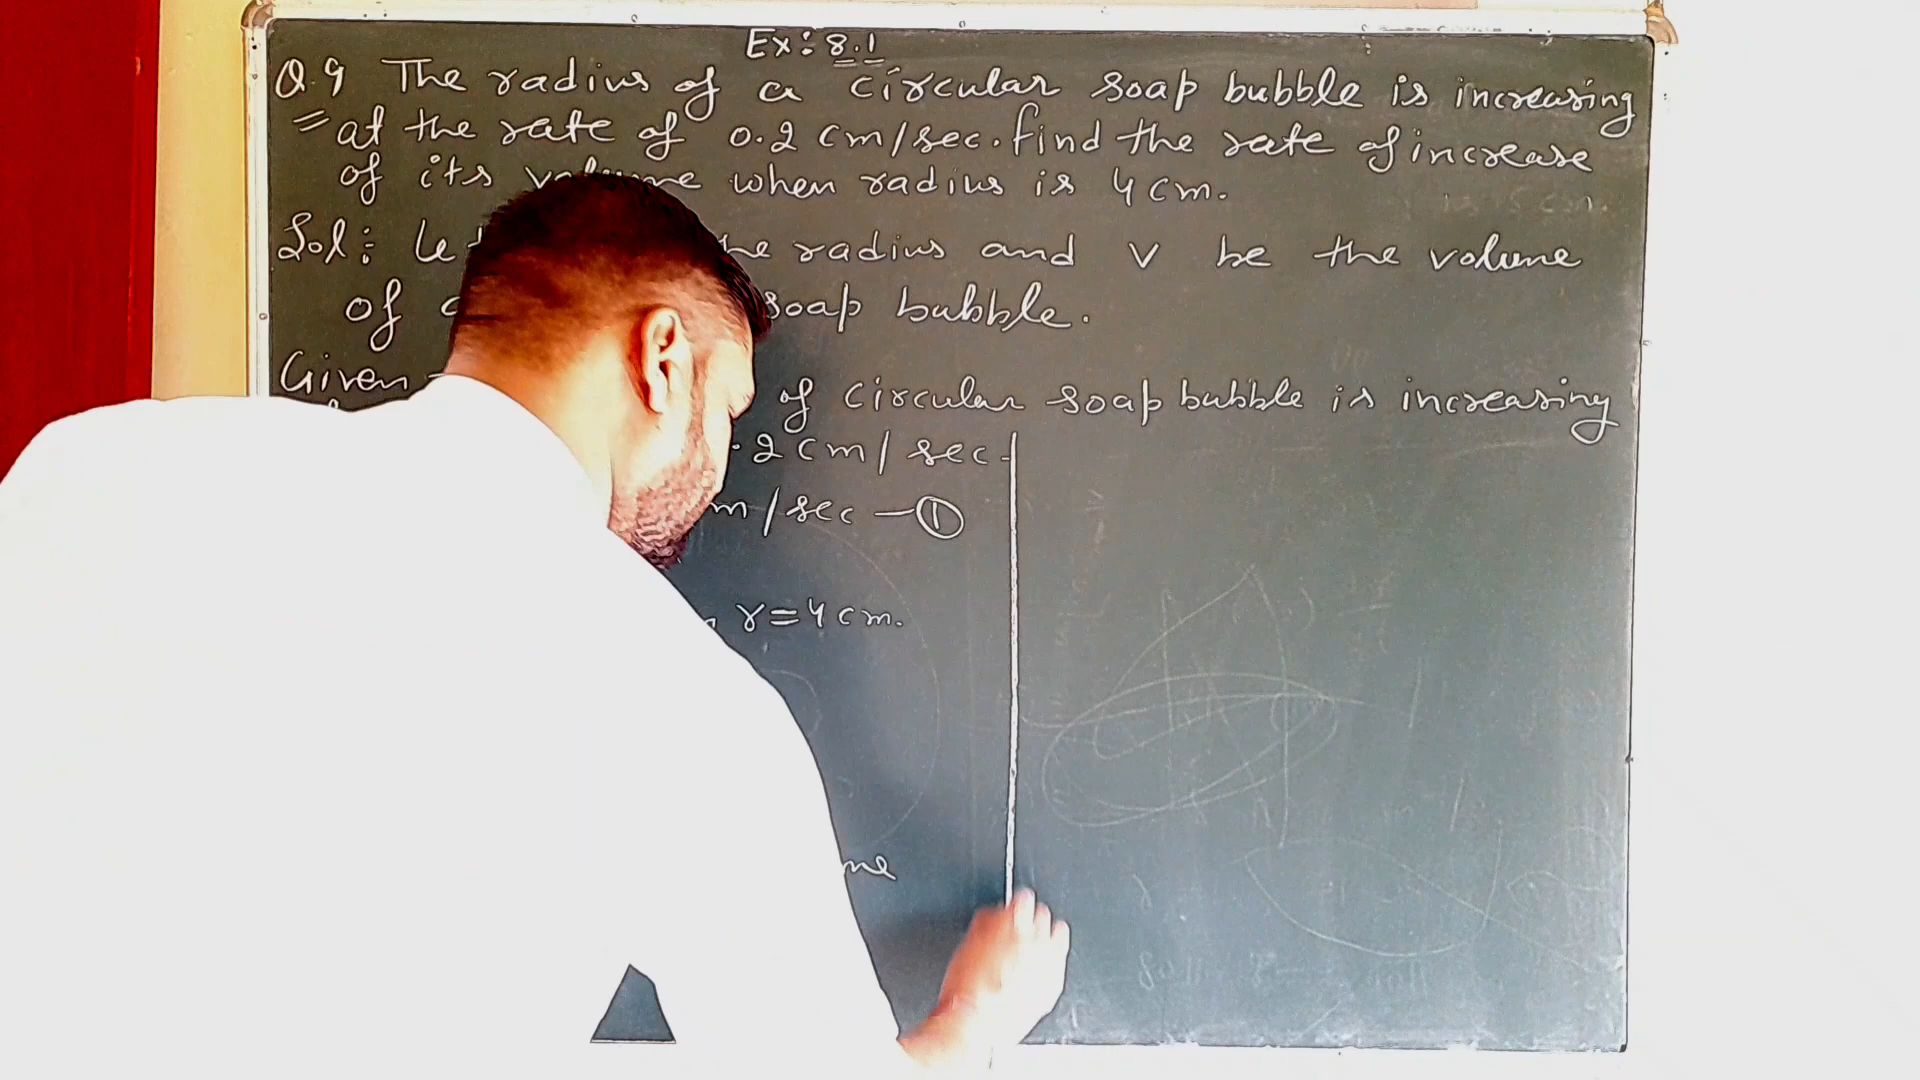 Ex: 8.1
Q.9 The radius of a circular soap bubble is increasing
at the rate of 0.2 cm/sec. find the rate of increase
of its volume when radius is 4 cm.
Sol: the radius and V be the volume
of soap bubble.
Given
of circular soap bubble is increasing
.2 cm/sec.
m/sec — ①
r = 4 cm.
me